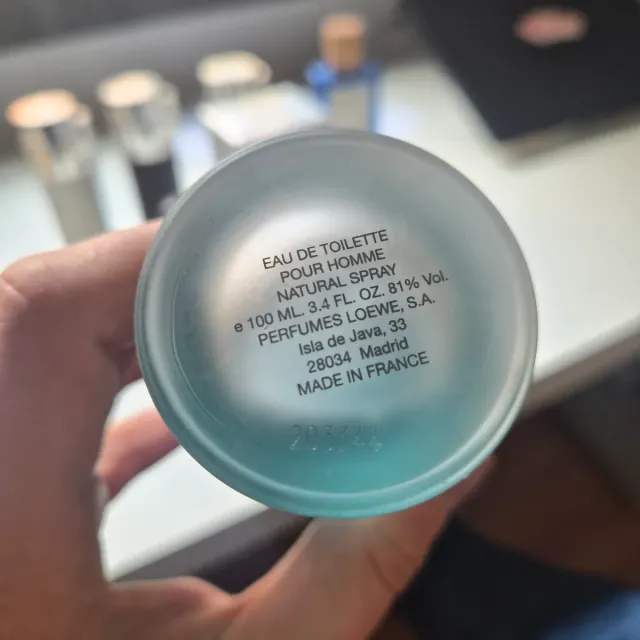 EAU DE TOILETTE
POUR HOMME
NATURAL SPRAY
e 100 ML. 3.4 FL. OZ. 81% Vol.
PERFUMES LOEWE, S.A.
Isla de Java, 33
28034 Madrid
MADE IN FRANCE